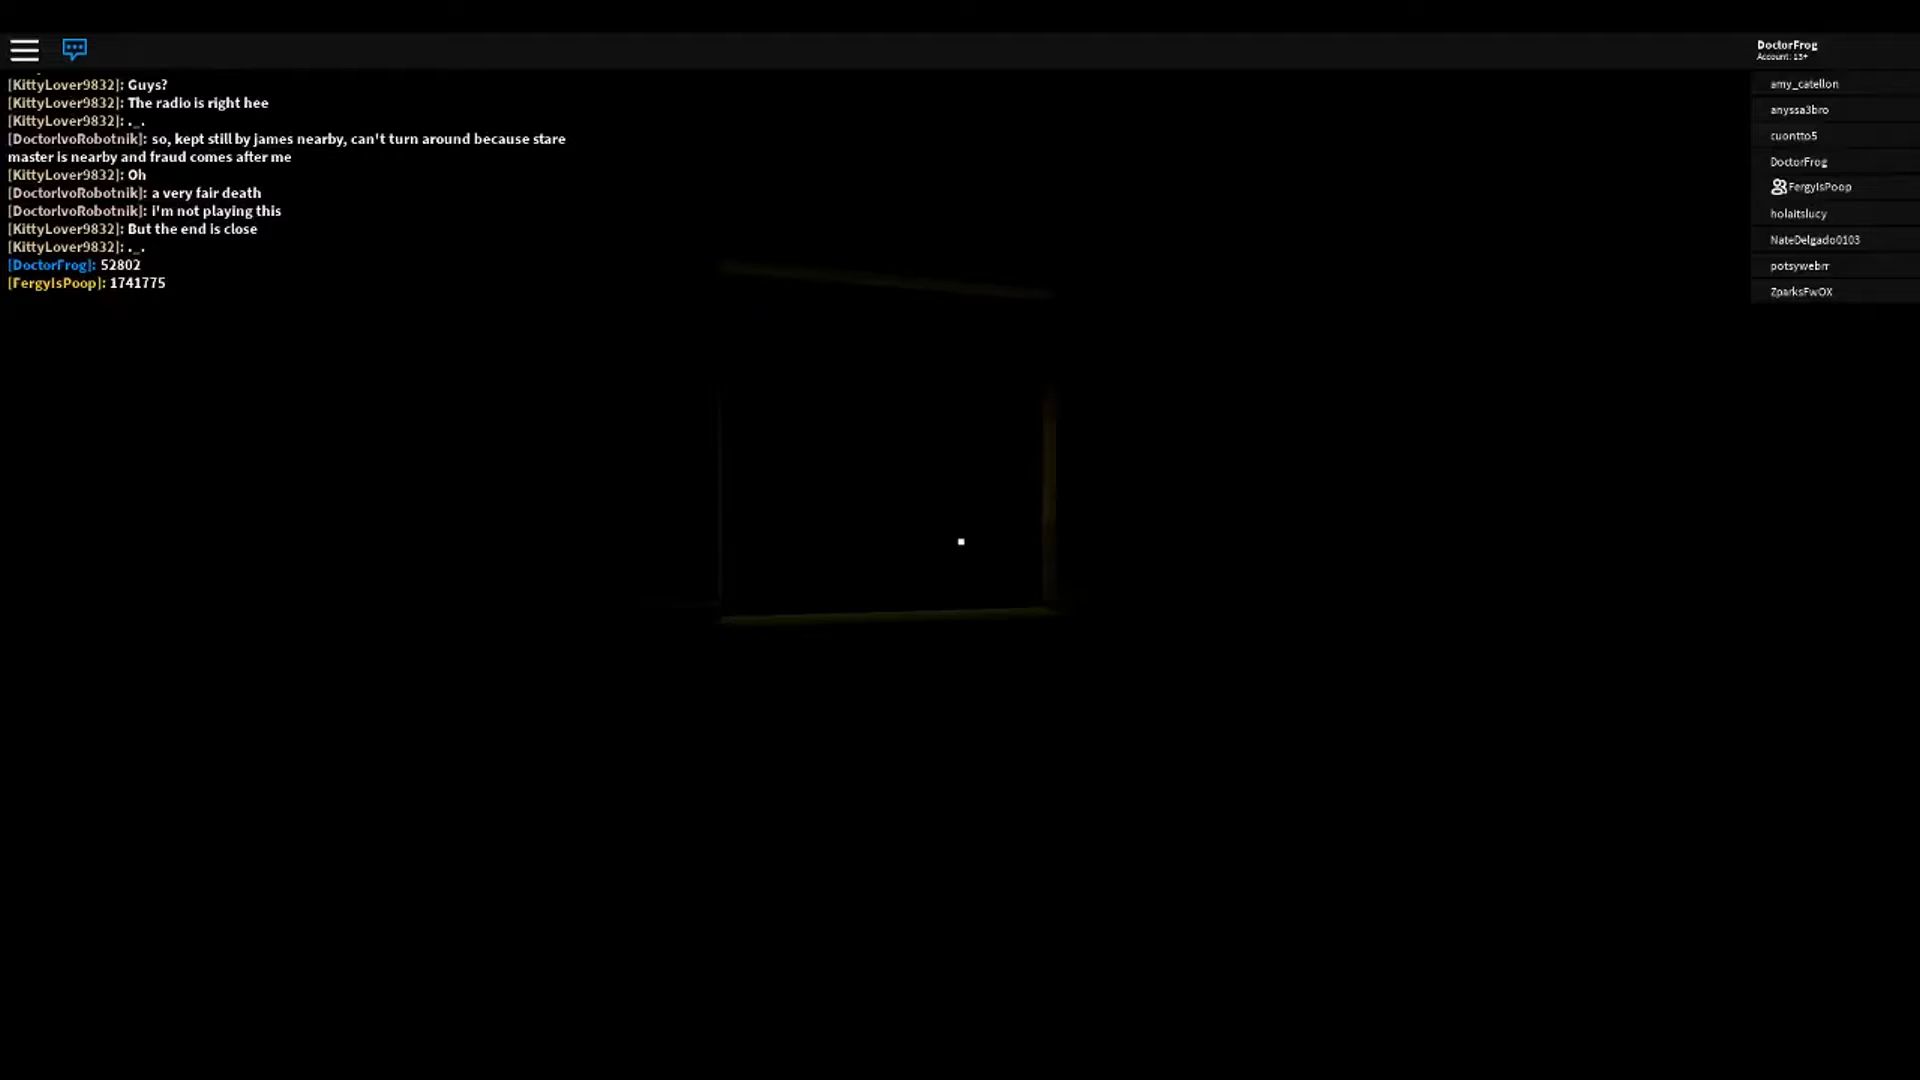 [KittyLover9832]: Guys?
[KittyLover9832]: The radio is right hee
[KittyLover9832]: ._.
[DoctorIvoRobotnik]: so, kept still by james nearby, can't turn around because stare
master is nearby and fraud comes after me
[KittyLover9832]: Oh
[DoctorIvoRobotnik]: a very fair death
[DoctorIvoRobotnik]: i'm not playing this
[KittyLover9832]: But the end is close
[KittyLover9832]: ._.
[DoctorFrog]: 52802
[FergyIsPoop]: 1741775
DoctorFrog
Account: 13+
amy_catellon
anyssa3bro
cuontto5
DoctorFrog
FergyIsPoop
holaitslucy
NateDelgado0103
potsywebrr
ZparksFwOX